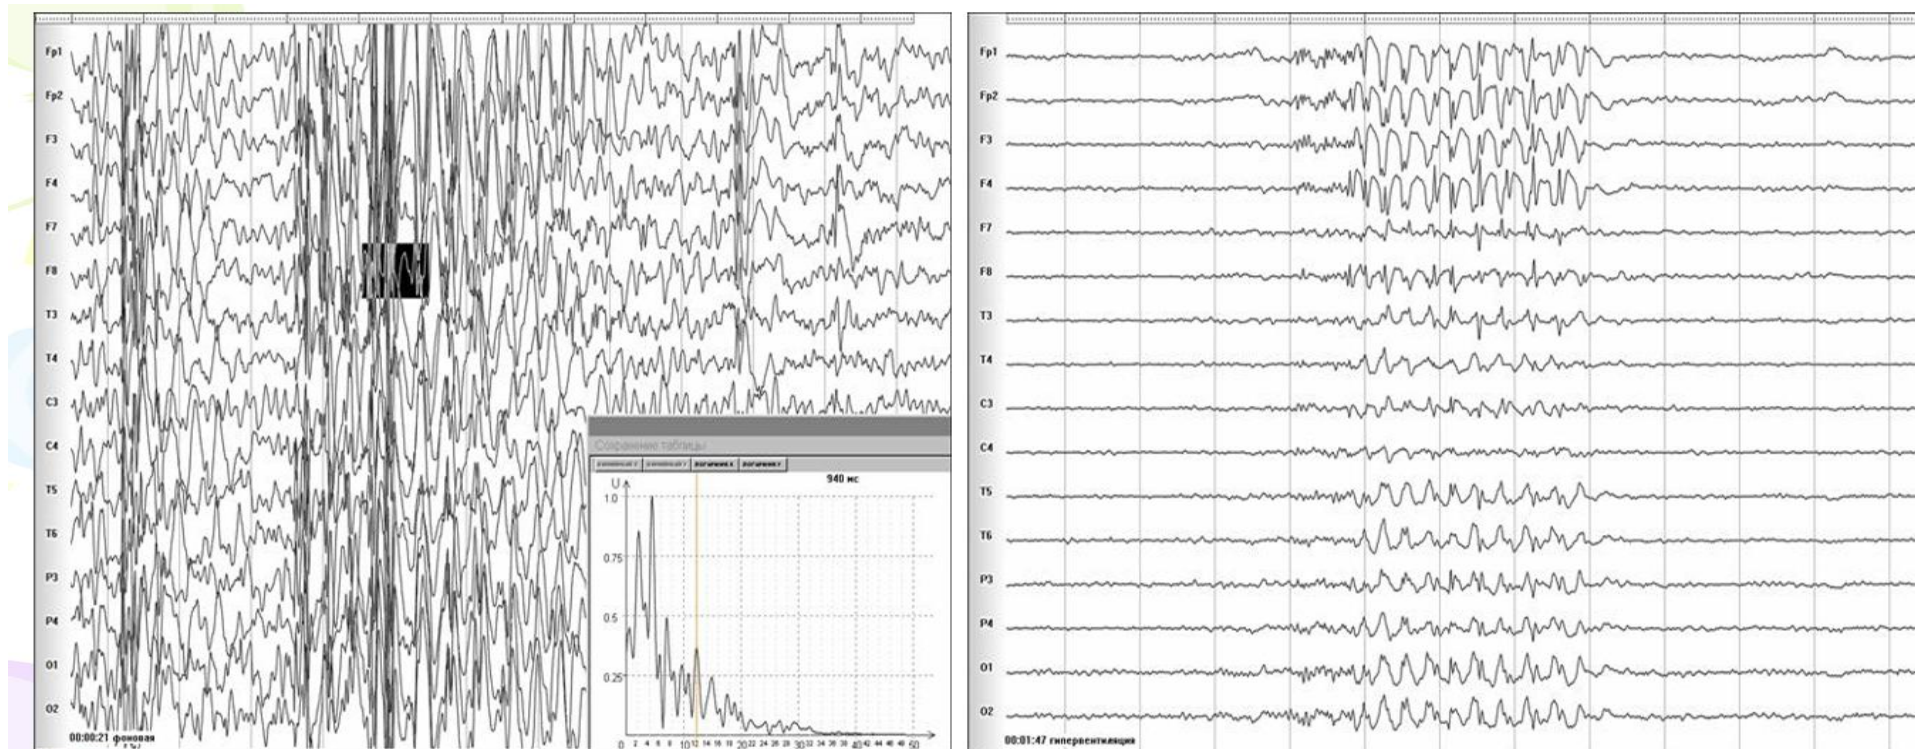 Fp1
Fp2
F3
F4
F7
F8
T3
T4
C3
C4
T5
T6
P3
P4
O1
O2
00:00:21 фоновая
Сохранение таблицы
940 мс
U
1.0
0.75
0.5
0.25
0 2 4 6 8 10 12 14 16 18 20 22 24 26 28 30 32 34 36 38 40 42 44 46 48 50
Fp1
Fp2
F3
F4
F7
F8
T3
T4
C3
C4
T5
T6
P3
P4
O1
O2
00:01:47 гипервентиляция